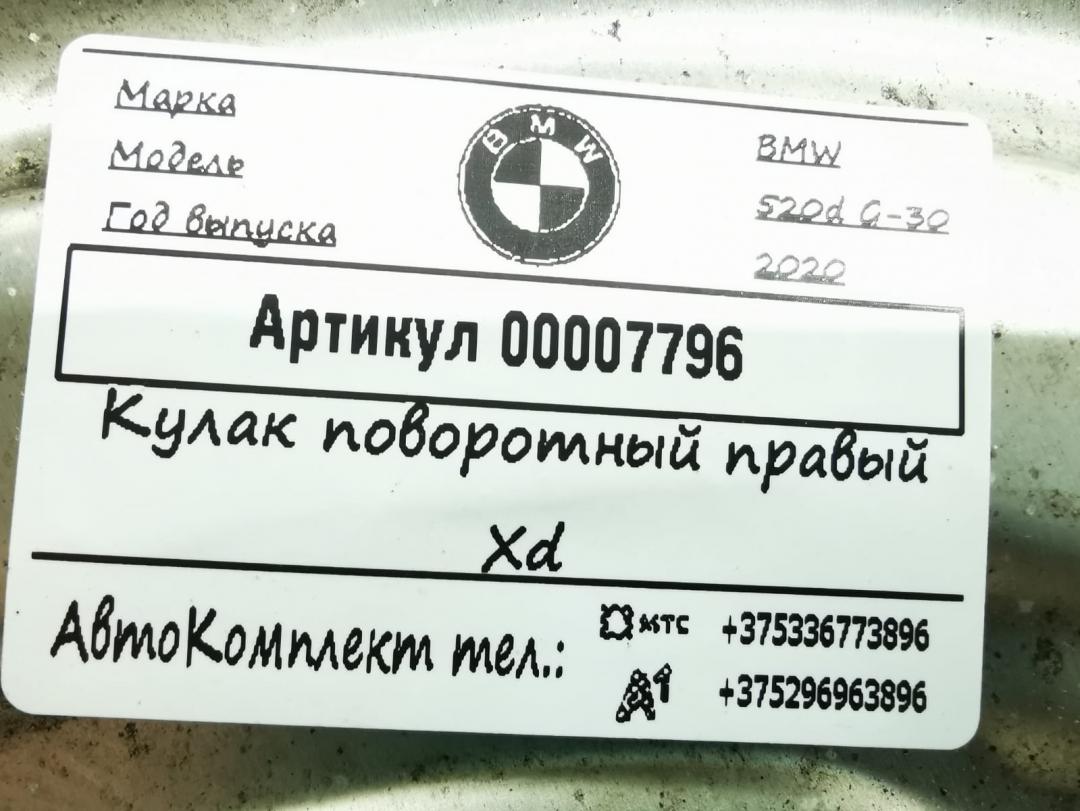 Марка
BMW
Модель
520d G-30
Год выпуска
2020
BMW
Артикул 00007796
Кулак поворотный правый
Xd
АвтоКомплект тел.:
МТС +375336773896
A1 +375296963896